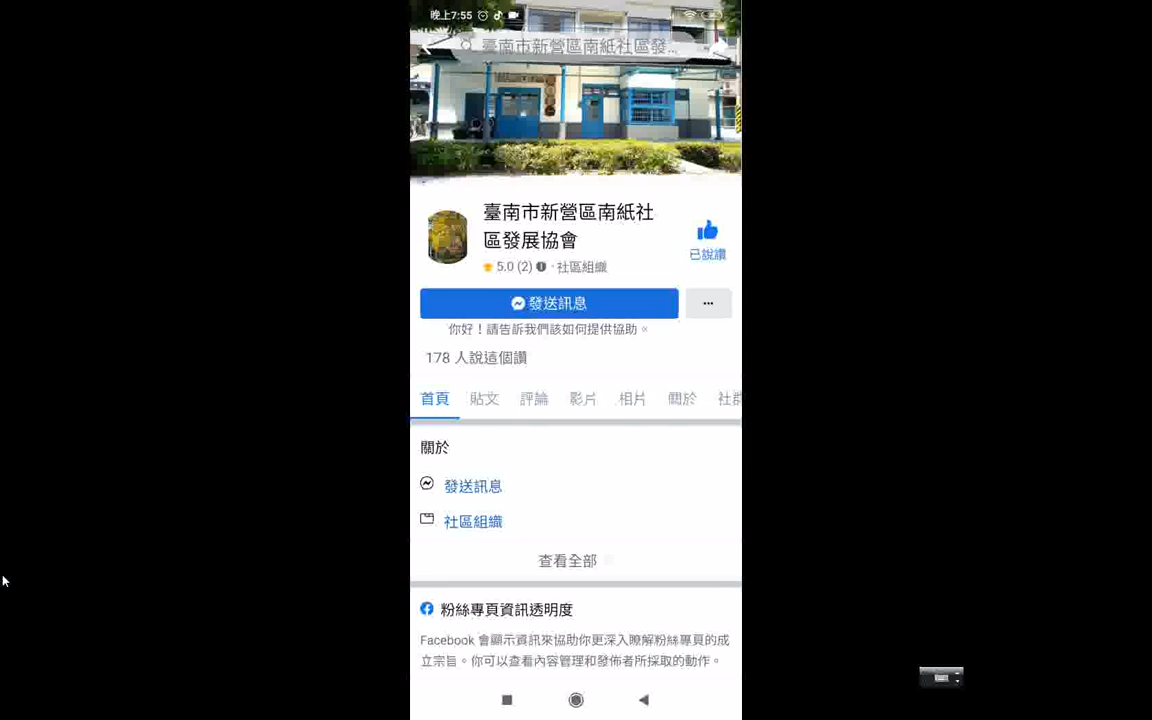 晚上7:55
臺南市新營區南紙社區發...
臺南市新營區南紙社
區發展協會
5.0 (2) · 社區組織
已說讚
發送訊息
你好！請告訴我們該如何提供協助。
178 人說這個讚
首頁 貼文 評論 影片 相片 關於 社群
關於
發送訊息
社區組織
查看全部
粉絲專頁資訊透明度
Facebook 會顯示資訊來協助你更深入瞭解粉絲專頁的成
立宗旨。你可以查看內容管理和發佈者所採取的動作。